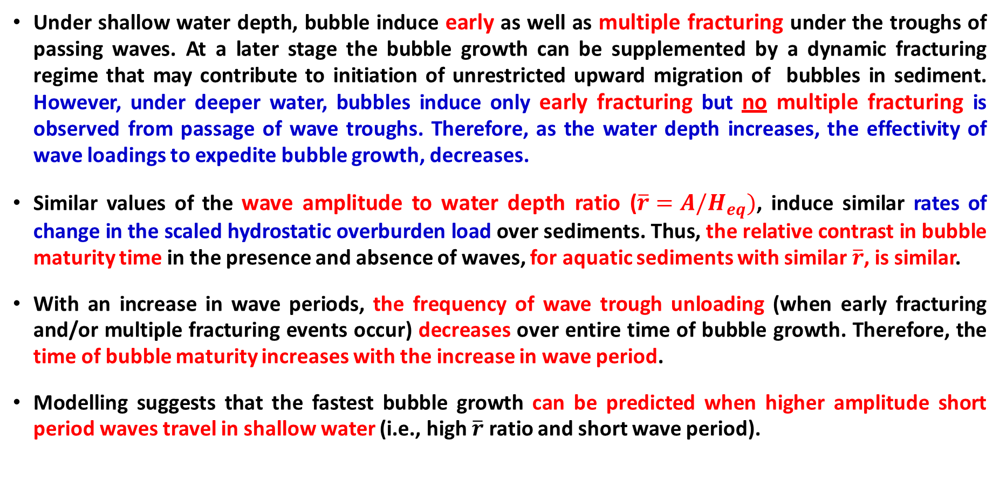 • Under shallow water depth, bubble induce early as well as multiple fracturing under the troughs of
passing waves. At a later stage the bubble growth can be supplemented by a dynamic fracturing
regime that may contribute to initiation of unrestricted upward migration of bubbles in sediment.
However, under deeper water, bubbles induce only early fracturing but no multiple fracturing is
observed from passage of wave troughs. Therefore, as the water depth increases, the effectivity of
wave loadings to expedite bubble growth, decreases.
• Similar values of the wave amplitude to water depth ratio (r̅ = A/H_eq), induce similar rates of
change in the scaled hydrostatic overburden load over sediments. Thus, the relative contrast in bubble
maturity time in the presence and absence of waves, for aquatic sediments with similar r̅, is similar.
• With an increase in wave periods, the frequency of wave trough unloading (when early fracturing
and/or multiple fracturing events occur) decreases over entire time of bubble growth. Therefore, the
time of bubble maturity increases with the increase in wave period.
• Modelling suggests that the fastest bubble growth can be predicted when higher amplitude short
period waves travel in shallow water (i.e., high r̅ ratio and short wave period).